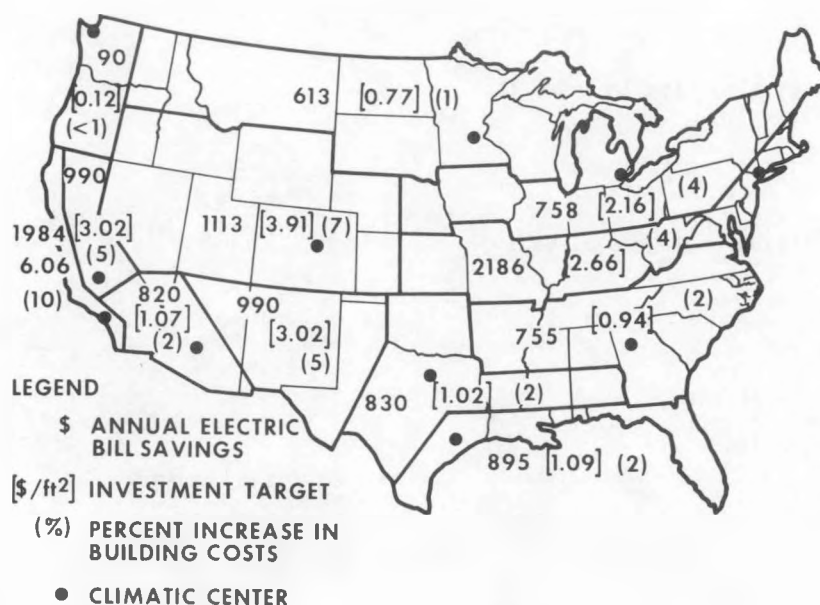 90
[0.12]
(<1)
613 [0.77] (1)
990
[3.02]
(5)
1984
6.06
(10)
1113 [3.91] (7)
758 [2.16] (4)
2186 [2.66] (4)
820
[1.07]
(2)
990
[3.02]
(5)
755 [0.94] (2)
830 [1.02] (2)
895 [1.09] (2)
LEGEND
$ ANNUAL ELECTRIC
BILL SAVINGS
[$/ft²] INVESTMENT TARGET
(%) PERCENT INCREASE IN
BUILDING COSTS
● CLIMATIC CENTER